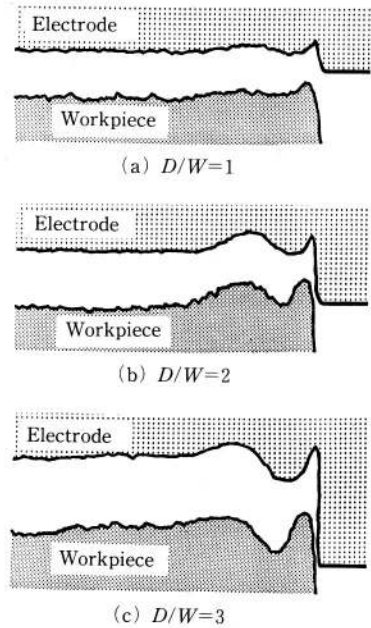 Electrode
Workpiece
(a) D/W=1
Electrode
Workpiece
(b) D/W=2
Electrode
Workpiece
(c) D/W=3